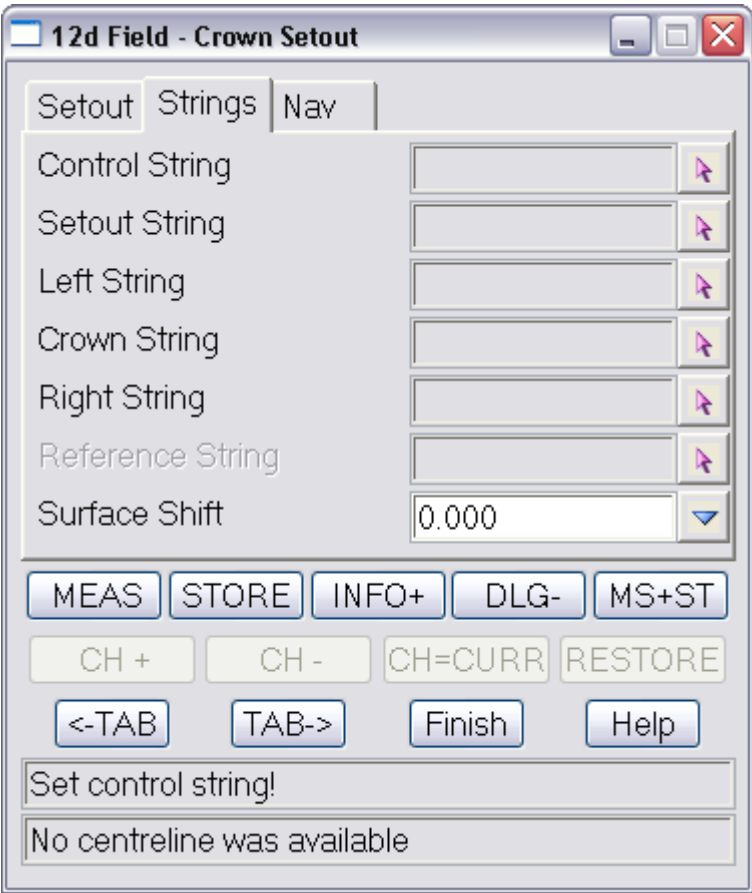 12d Field - Crown Setout
Setout Strings Nav
Control String
Setout String
Left String
Crown String
Right String
Reference String
Surface Shift 0.000
MEAS STORE INFO+ DLG- MS+ST
CH + CH - CH=CURR RESTORE
<-TAB TAB-> Finish Help
Set control string!
No centreline was available